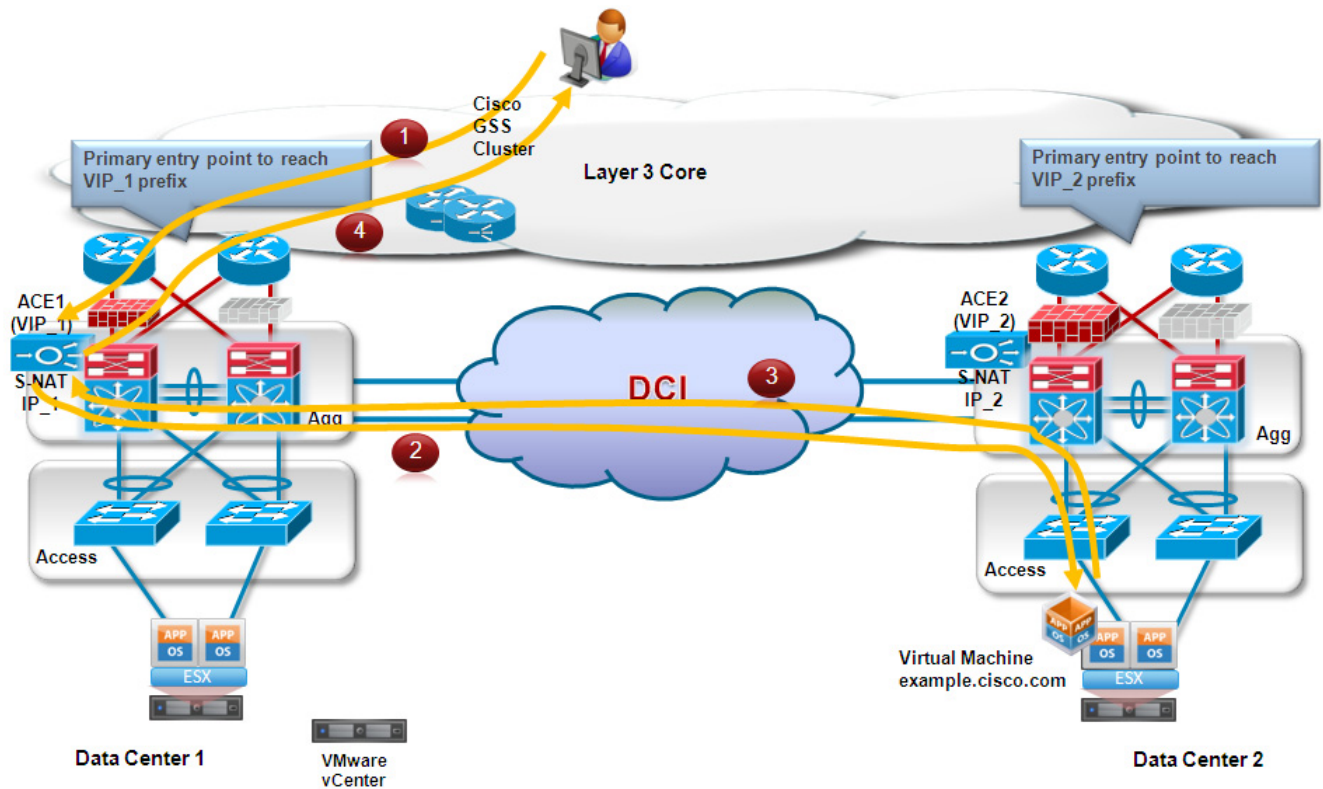 Cisco
GSS
Cluster
1
Primary entry point to reach
VIP_1 prefix
Layer 3 Core
Primary entry point to reach
VIP_2 prefix
4
ACE1
(VIP_1)
S-NAT
IP_1
Agg
DCI
3
2
ACE2
(VIP_2)
S-NAT
IP_2
Agg
Access
Access
APP
OS
APP
OS
ESX
APP
OS
APP
OS
APP
OS
APP
OS
ESX
Virtual Machine
example.cisco.com
Data Center 1
VMware
vCenter
Data Center 2